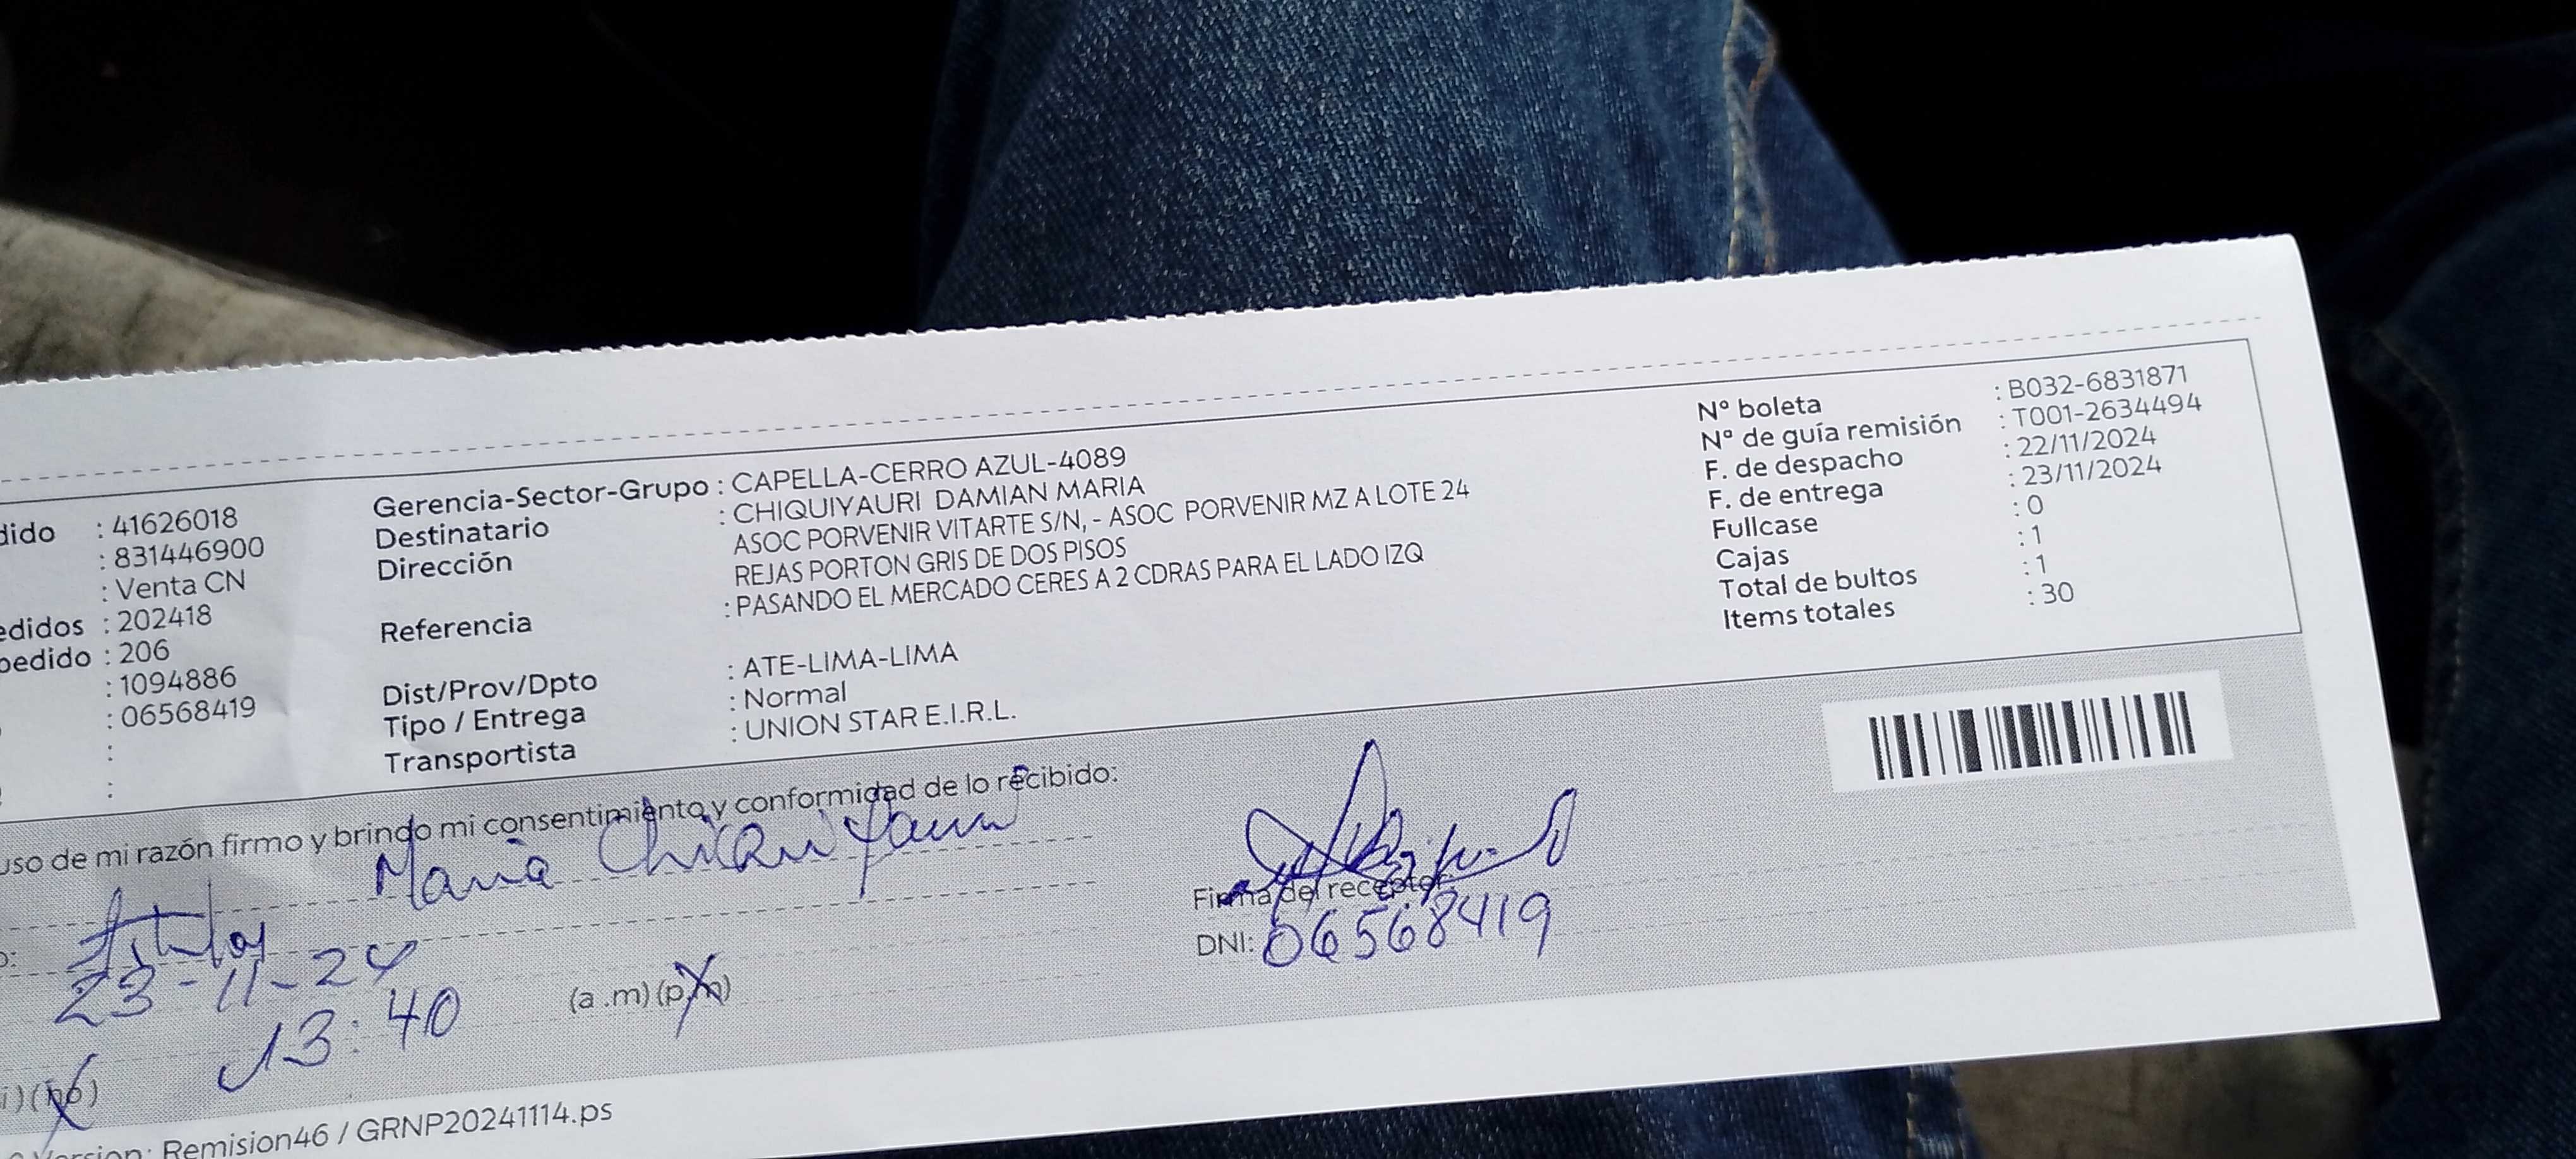 dido : 41626018
: 831446900
: Venta CN
edidos : 202418
pedido : 206
: 1094886
: 06568419
:
:
Gerencia-Sector-Grupo : CAPELLA-CERRO AZUL-4089
Destinatario : CHIQUIYAURI DAMIAN MARIA
Dirección ASOC PORVENIR VITARTE S/N, - ASOC PORVENIR MZ A LOTE 24
REJAS PORTON GRIS DE DOS PISOS
Referencia : PASANDO EL MERCADO CERES A 2 CDRAS PARA EL LADO IZQ
Dist/Prov/Dpto : ATE-LIMA-LIMA
Tipo / Entrega : Normal
Transportista : UNION STAR E.I.R.L.
Nº boleta : B032-6831871
Nº de guía remisión : T001-2634494
F. de despacho : 22/11/2024
F. de entrega : 23/11/2024
Fullcase : 0
Cajas : 1
Total de bultos : 1
Items totales : 30
uso de mi razón firmo y brindo mi consentimiento y conformidad de lo recibido:
Maria Chiquiyauri
o: Titular
23-11-24
13:40 (a .m) (p.m)
i) (no)
Firma del receptor:
DNI: 06568419
Version: Remision46 / GRNP20241114.ps